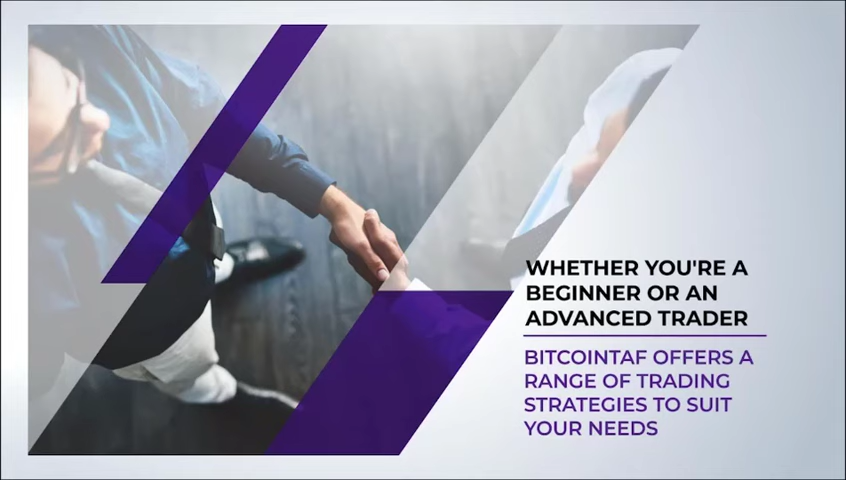 WHETHER YOU'RE A
BEGINNER OR AN
ADVANCED TRADER
BITCOINTAF OFFERS A
RANGE OF TRADING
STRATEGIES TO SUIT
YOUR NEEDS